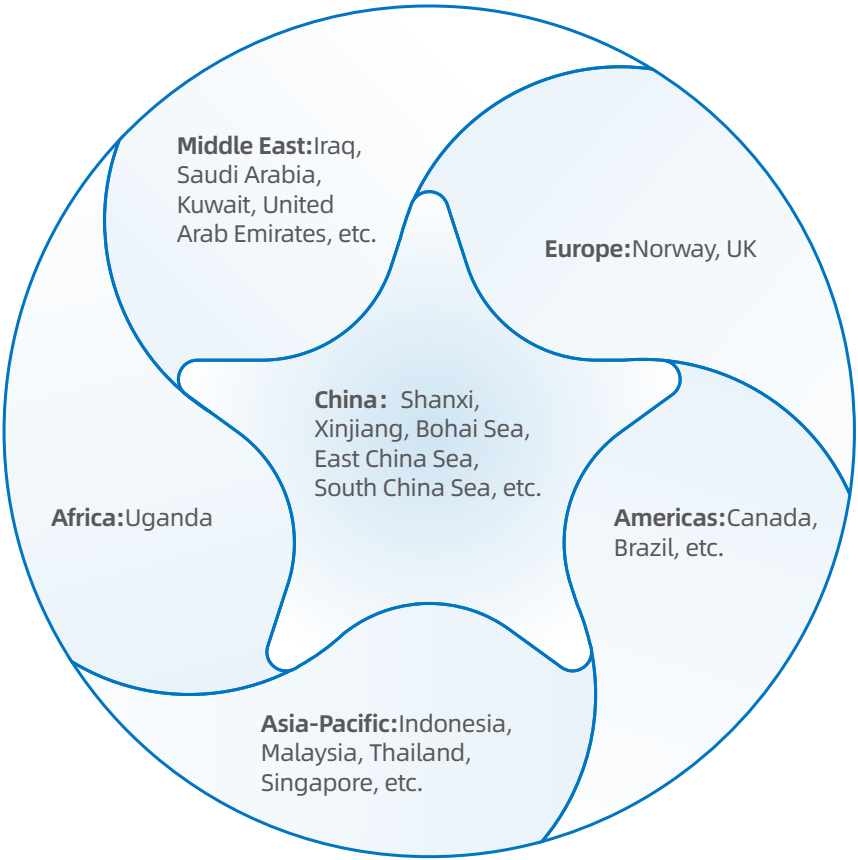 Middle East:Iraq,
Saudi Arabia,
Kuwait, United
Arab Emirates, etc.
Europe:Norway, UK
China： Shanxi,
Xinjiang, Bohai Sea,
East China Sea,
South China Sea, etc.
Africa:Uganda
Americas:Canada,
Brazil, etc.
Asia-Pacific:Indonesia,
Malaysia, Thailand,
Singapore, etc.